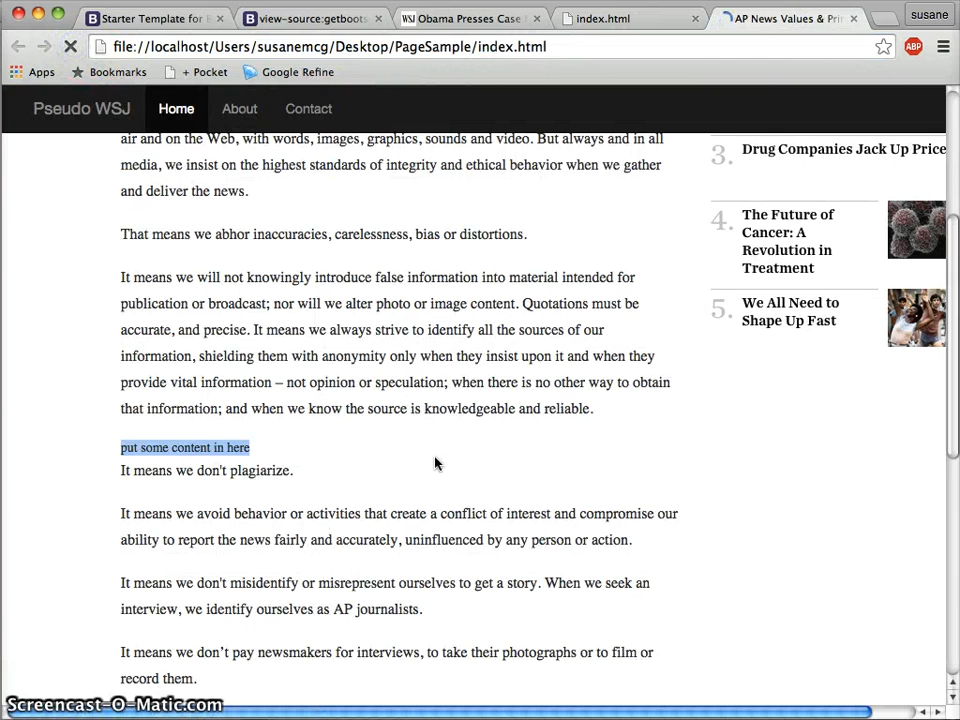 Starter Template for B
view-source:getboots
WSJ Obama Presses Case
index.html
AP News Values & Pri
susane
file://localhost/Users/susanemcg/Desktop/PageSample/index.html
ABP
Apps Bookmarks + Pocket Google Refine
Pseudo WSJ Home About Contact
air and on the Web, with words, images, graphics, sounds and video. But always and in all
media, we insist on the highest standards of integrity and ethical behavior when we gather
and deliver the news.
That means we abhor inaccuracies, carelessness, bias or distortions.
It means we will not knowingly introduce false information into material intended for
publication or broadcast; nor will we alter photo or image content. Quotations must be
accurate, and precise. It means we always strive to identify all the sources of our
information, shielding them with anonymity only when they insist upon it and when they
provide vital information – not opinion or speculation; when there is no other way to obtain
that information; and when we know the source is knowledgeable and reliable.
put some content in here
It means we don't plagiarize.
It means we avoid behavior or activities that create a conflict of interest and compromise our
ability to report the news fairly and accurately, uninfluenced by any person or action.
It means we don't misidentify or misrepresent ourselves to get a story. When we seek an
interview, we identify ourselves as AP journalists.
It means we don’t pay newsmakers for interviews, to take their photographs or to film or
record them.
3. Drug Companies Jack Up Price
4. The Future of
Cancer: A
Revolution in
Treatment
5. We All Need to
Shape Up Fast
Screencast-O-Matic.com